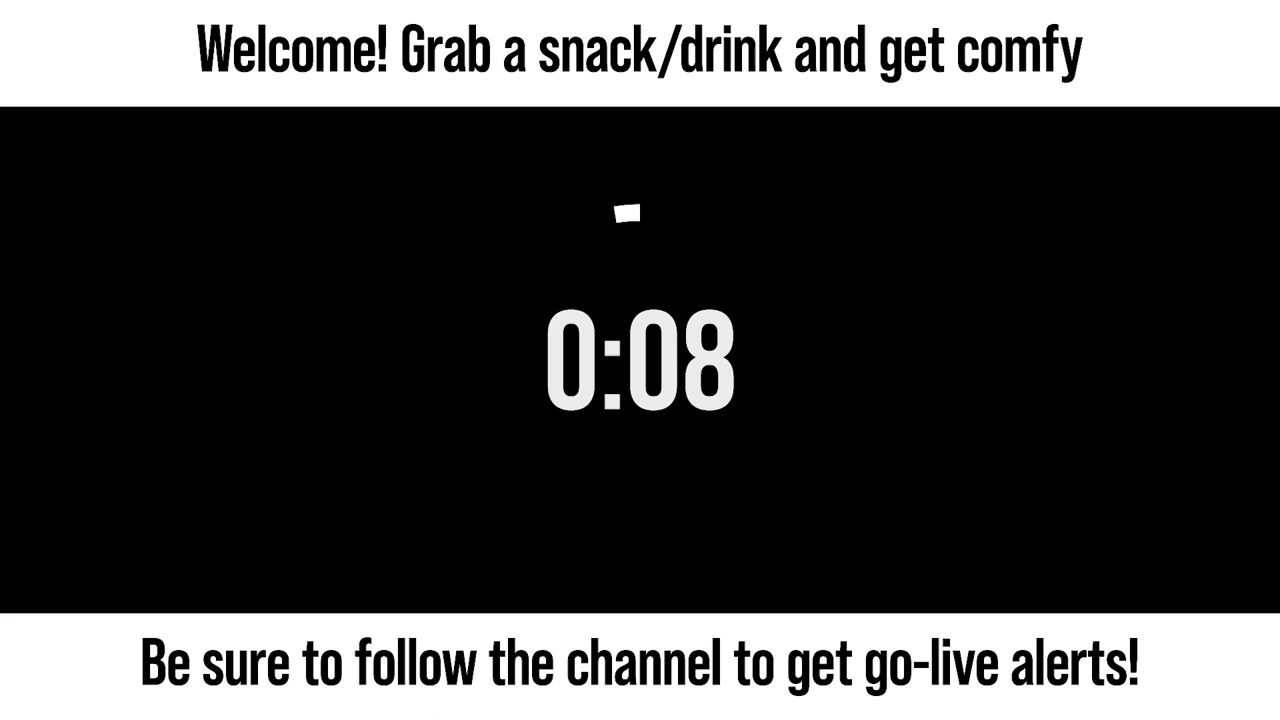 Welcome! Grab a snack/drink and get comfy
0:08
Be sure to follow the channel to get go-live alerts!